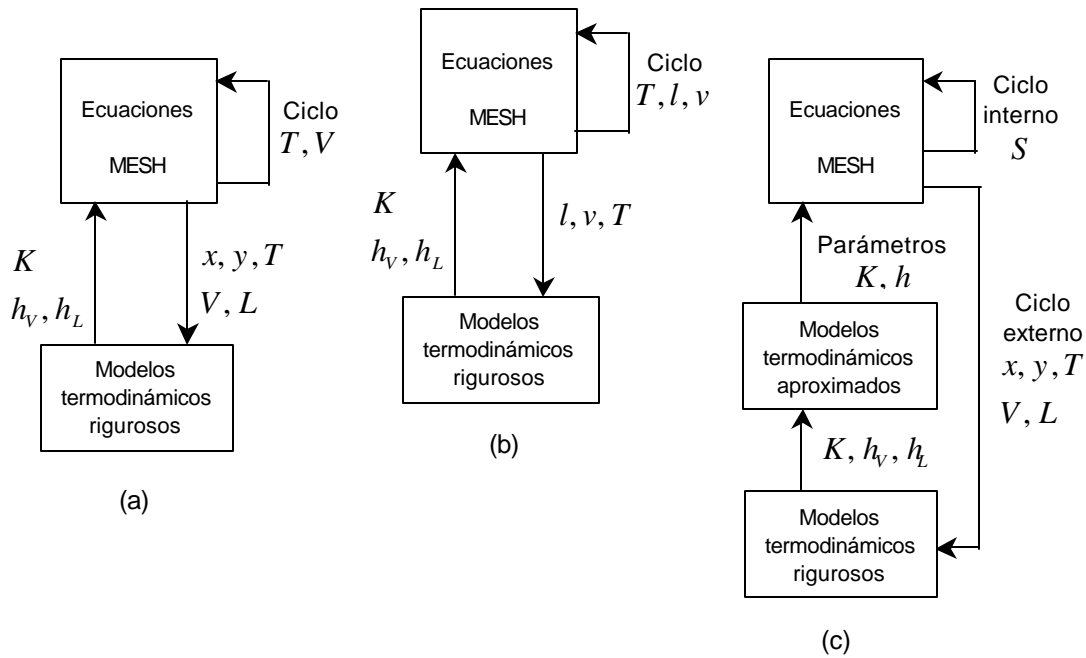 Ecuaciones
MESH
Ciclo
T, V
K
h_V, h_L
x, y, T
V, L
Modelos
termodinámicos
rigurosos
(a)
Ecuaciones
MESH
Ciclo
T, l, v
K
h_V, h_L
l, v, T
Modelos
termodinámicos
rigurosos
(b)
Ecuaciones
MESH
Ciclo
interno
S
Parámetros
K, h
Modelos
termodinámicos
aproximados
Ciclo
externo
x, y, T
V, L
K, h_V, h_L
Modelos
termodinámicos
rigurosos
(c)